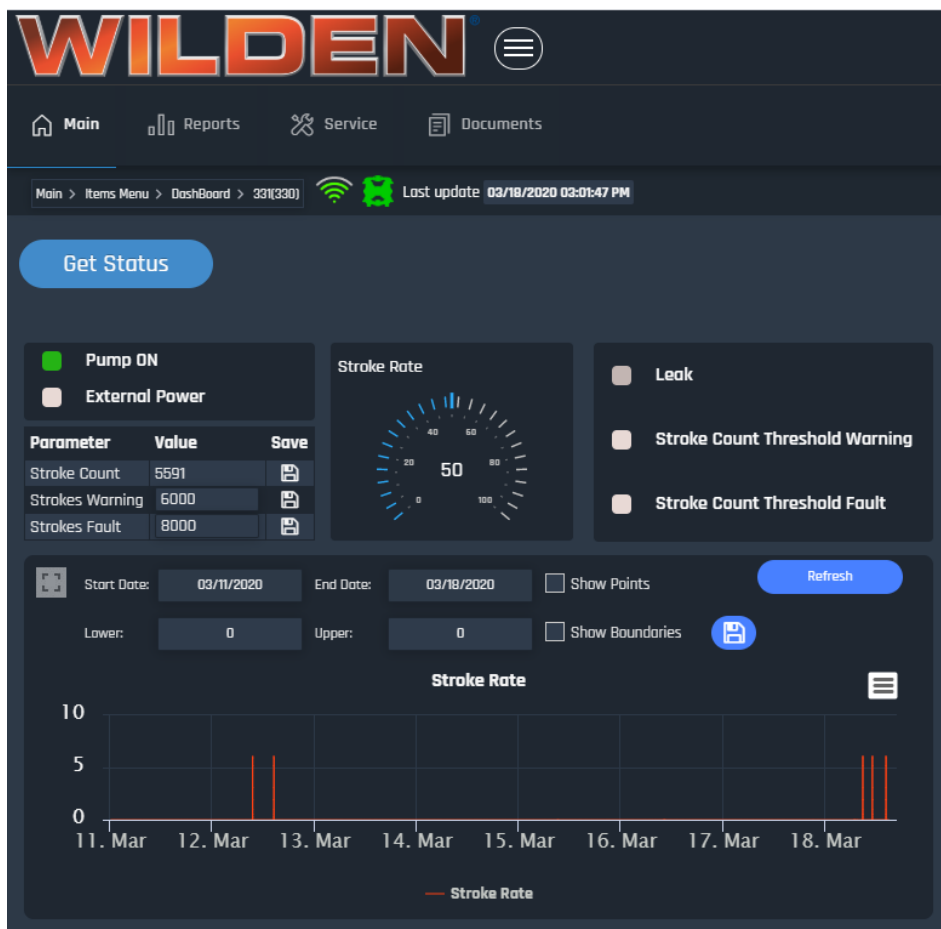 WILDEN®
Main Reports Service Documents
Main > Items Menu > DashBoard > 331(330) Last update 03/18/2020 03:01:47 PM
Get Status
Pump ON
External Power
Parameter Value Save
Stroke Count 5591
Strokes Warning 6000
Strokes Fault 8000
Stroke Rate
40 60
20 80
50
0 100
Leak
Stroke Count Threshold Warning
Stroke Count Threshold Fault
Start Date: 03/11/2020 End Date: 03/18/2020 Show Points Refresh
Lower: 0 Upper: 0 Show Boundaries
Stroke Rate
10
5
0
11. Mar 12. Mar 13. Mar 14. Mar 15. Mar 16. Mar 17. Mar 18. Mar
Stroke Rate